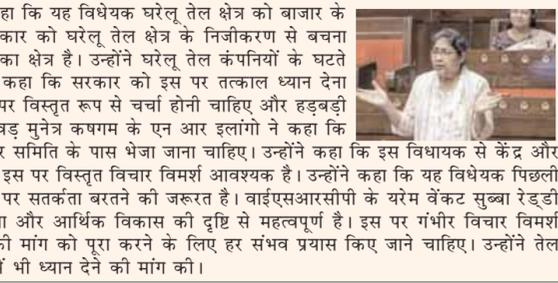 हा कि यह विधेयक घरेलू तेल क्षेत्र को बाजार के
कार को घरेलू तेल क्षेत्र के निजीकरण से बचना
का क्षेत्र है। उन्होंने घरेलू तेल कंपनियों के घटते
कहा कि सरकार को इस पर तत्काल ध्यान देना
पर विस्तृत रूप से चर्चा होनी चाहिए और हड़बड़ी
वड़ मुनेत्र कषगम के एन आर इलांगो ने कहा कि
र समिति के पास भेजा जाना चाहिए। उन्होंने कहा कि इस विधायक से केंद्र और
इस पर विस्तृत विचार विमर्श आवश्यक है। उन्होंने कहा कि यह विधेयक पिछली
पर सतर्कता बरतने की जरूरत है। वाईएसआरसीपी के यरेम वेंकट सुब्बा रेड्डी
ा और आर्थिक विकास की दृष्टि से महत्वपूर्ण है। इस पर गंभीर विचार विमर्श
की मांग को पूरा करने के लिए हर संभव प्रयास किए जाने चाहिए। उन्होंने तेल
ं भी ध्यान देने की मांग की।